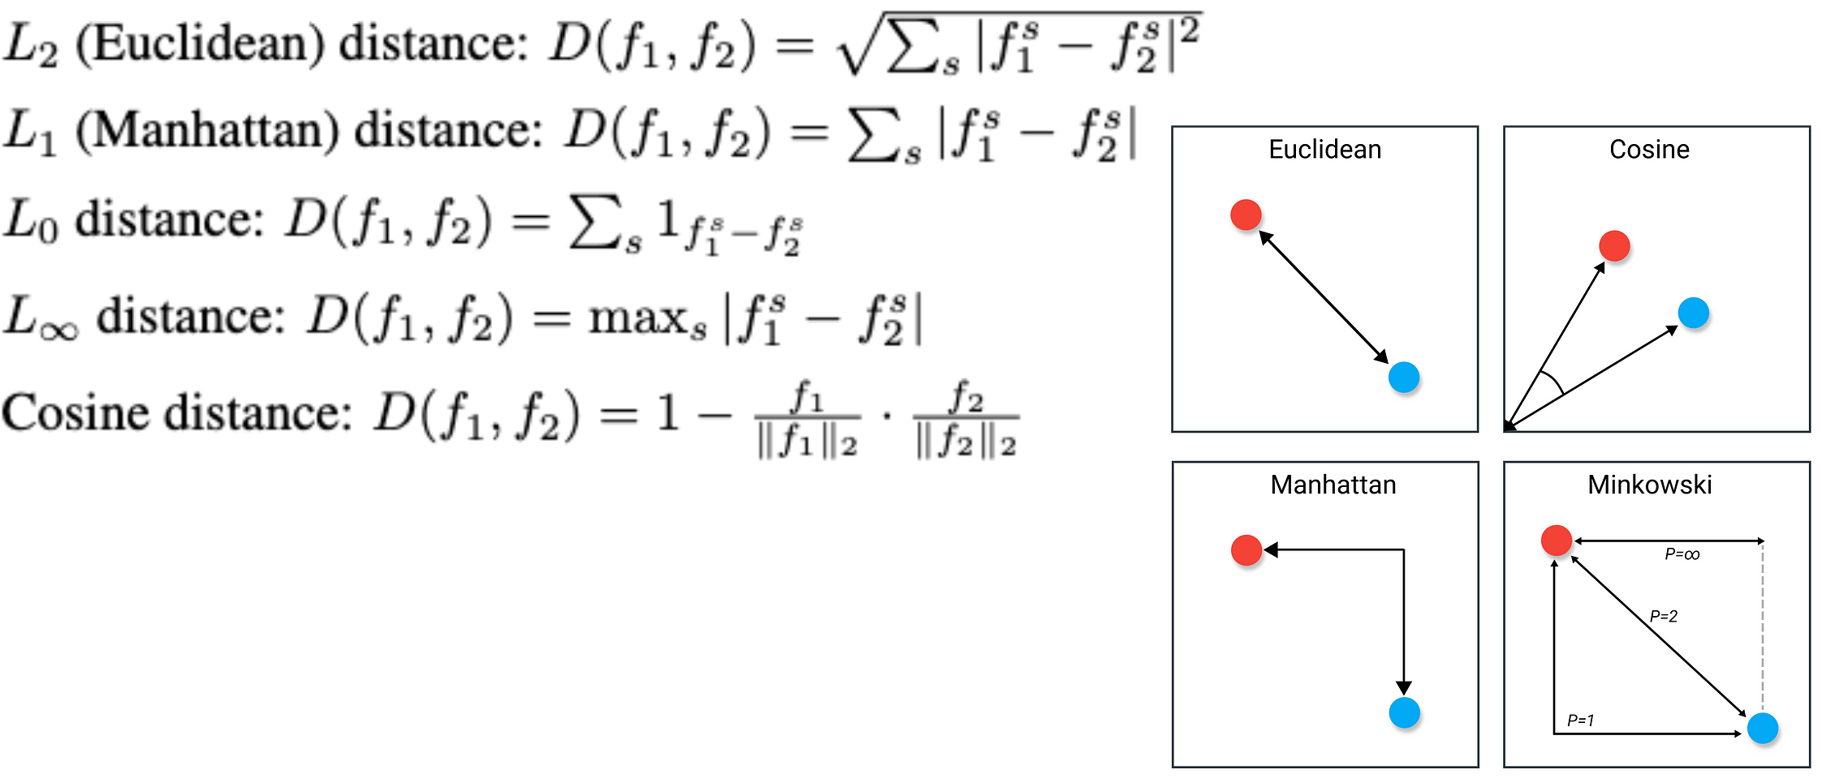 L₂ (Euclidean) distance: D(f₁, f₂) = √∑ₛ |f₁ˢ − f₂ˢ|²
L₁ (Manhattan) distance: D(f₁, f₂) = ∑ₛ |f₁ˢ − f₂ˢ|
L₀ distance: D(f₁, f₂) = ∑ₛ 1_{f₁ˢ−f₂ˢ}
L∞ distance: D(f₁, f₂) = maxₛ |f₁ˢ − f₂ˢ|
Cosine distance: D(f₁, f₂) = 1 − f₁/‖f₁‖₂ · f₂/‖f₂‖₂
Euclidean
Cosine
Manhattan
Minkowski
P=∞
P=2
P=1